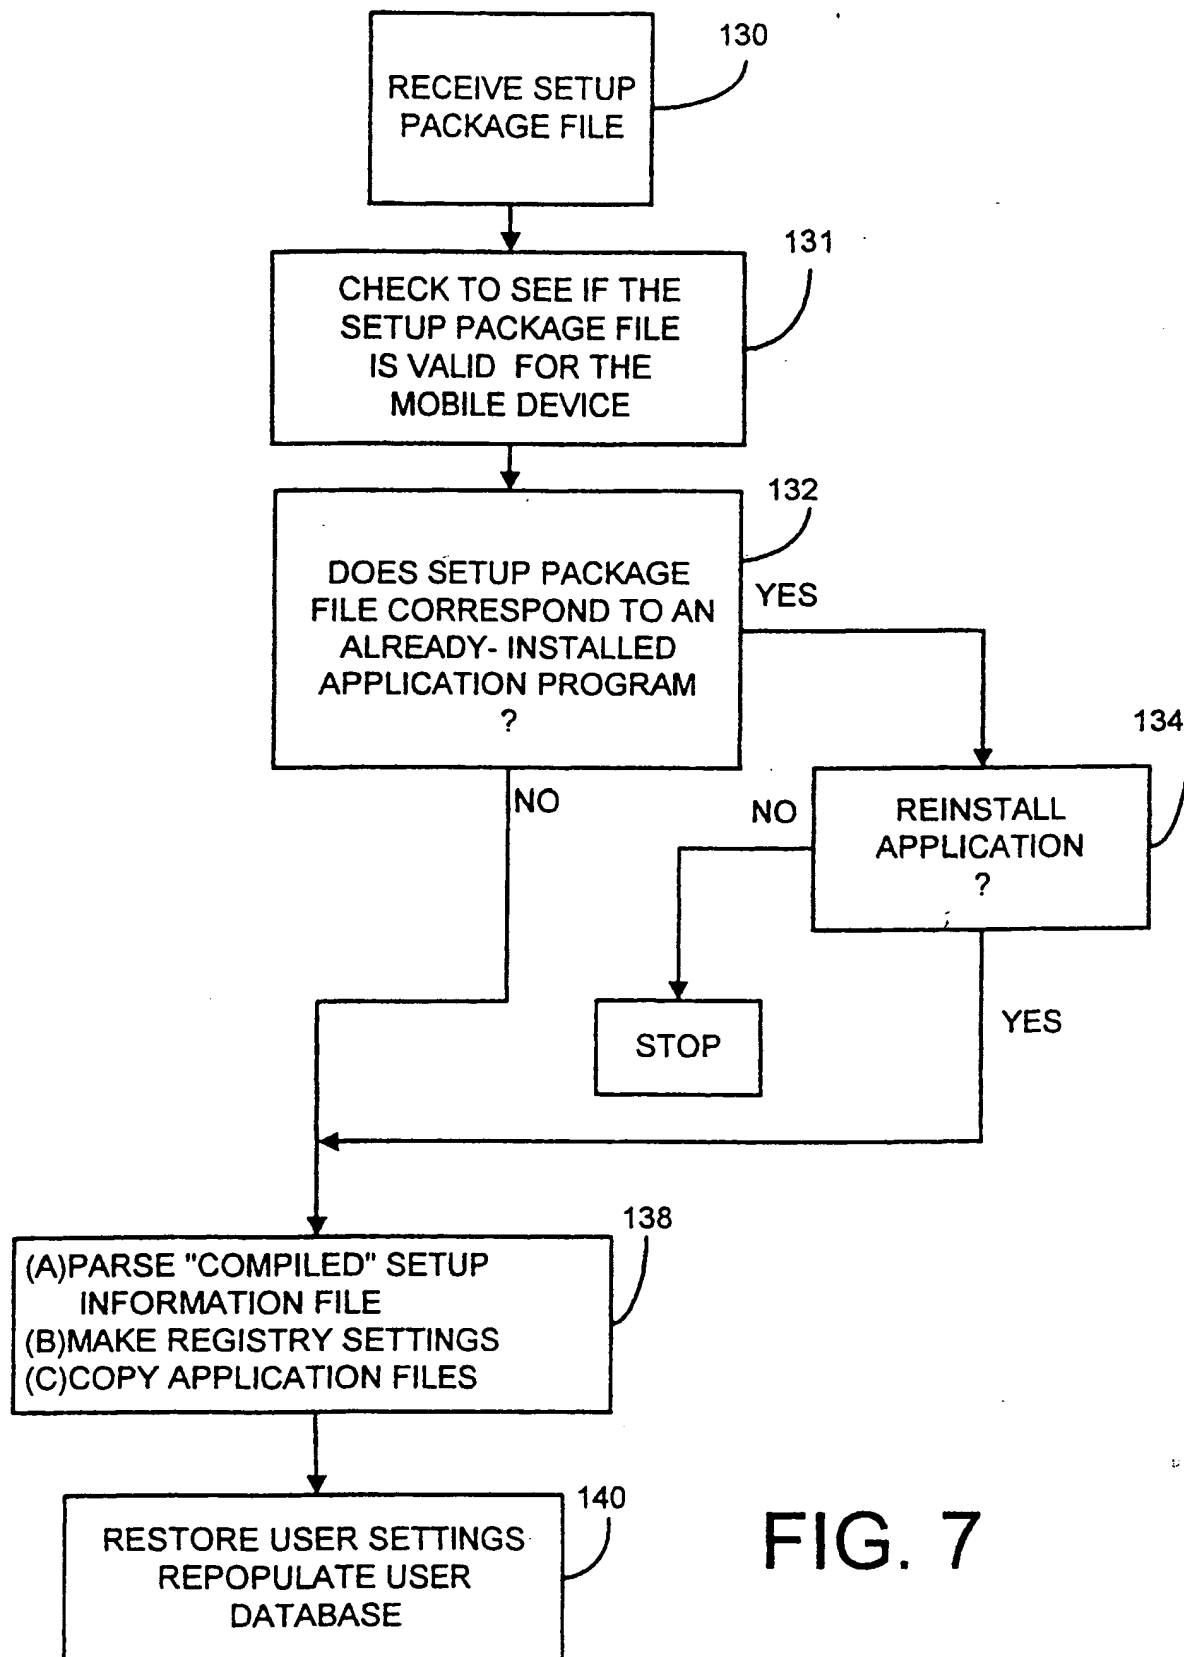 130
RECEIVE SETUP
PACKAGE FILE
131
CHECK TO SEE IF THE
SETUP PACKAGE FILE
IS VALID FOR THE
MOBILE DEVICE
132
DOES SETUP PACKAGE
FILE CORRESPOND TO AN
ALREADY- INSTALLED
APPLICATION PROGRAM
?
YES
134
NO
NO
REINSTALL
APPLICATION
?
STOP
YES
138
(A)PARSE "COMPILED" SETUP
INFORMATION FILE
(B)MAKE REGISTRY SETTINGS
(C)COPY APPLICATION FILES
140
RESTORE USER SETTINGS
REPOPULATE USER
DATABASE
FIG. 7